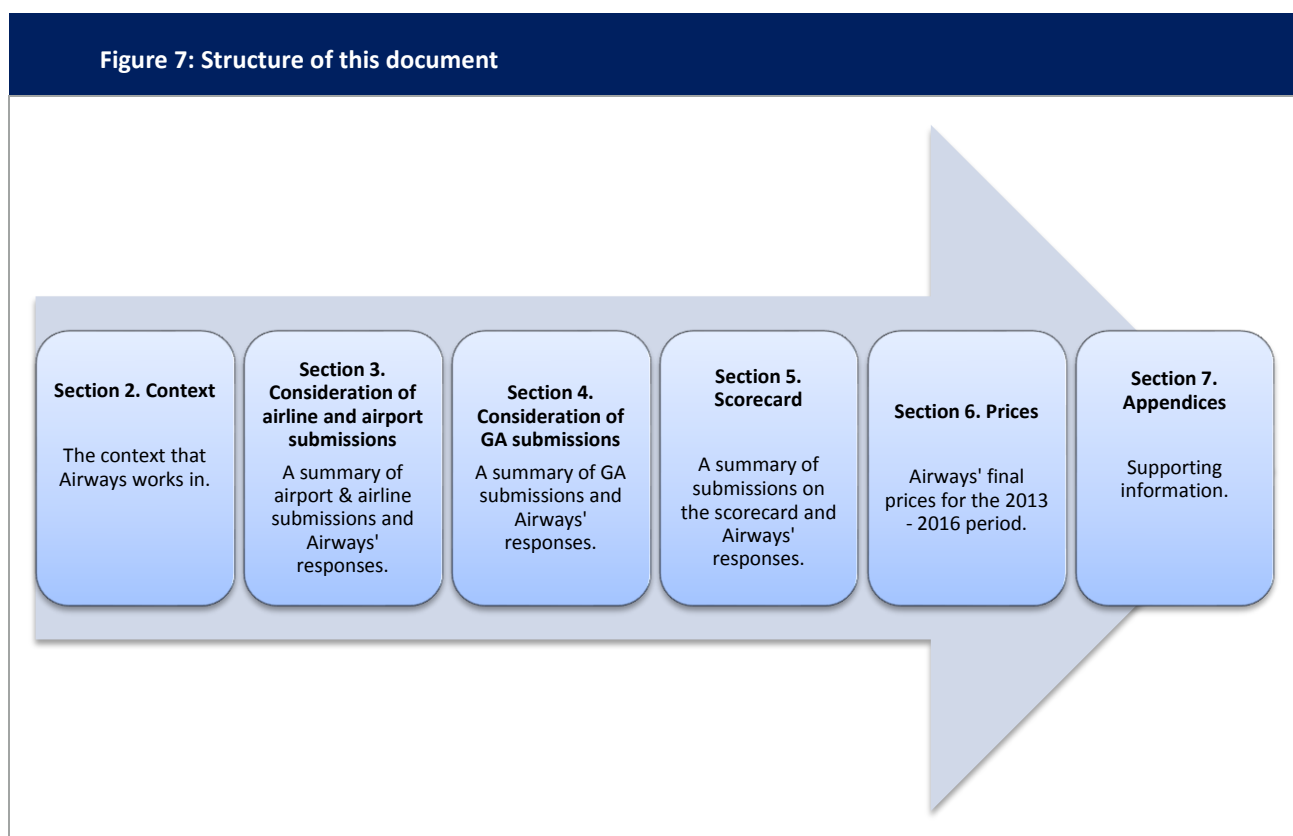 Figure 7: Structure of this document
Section 2. Context
The context that
Airways works in.
Section 3.
Consideration of
airline and airport
submissions
A summary of
airport & airline
submissions and
Airways'
responses.
Section 4.
Consideration of
GA submissions
A summary of GA
submissions and
Airways'
responses.
Section 5.
Scorecard
A summary of
submissions on
the scorecard and
Airways'
responses.
Section 6. Prices
Airways' final
prices for the 2013
- 2016 period.
Section 7.
Appendices
Supporting
information.